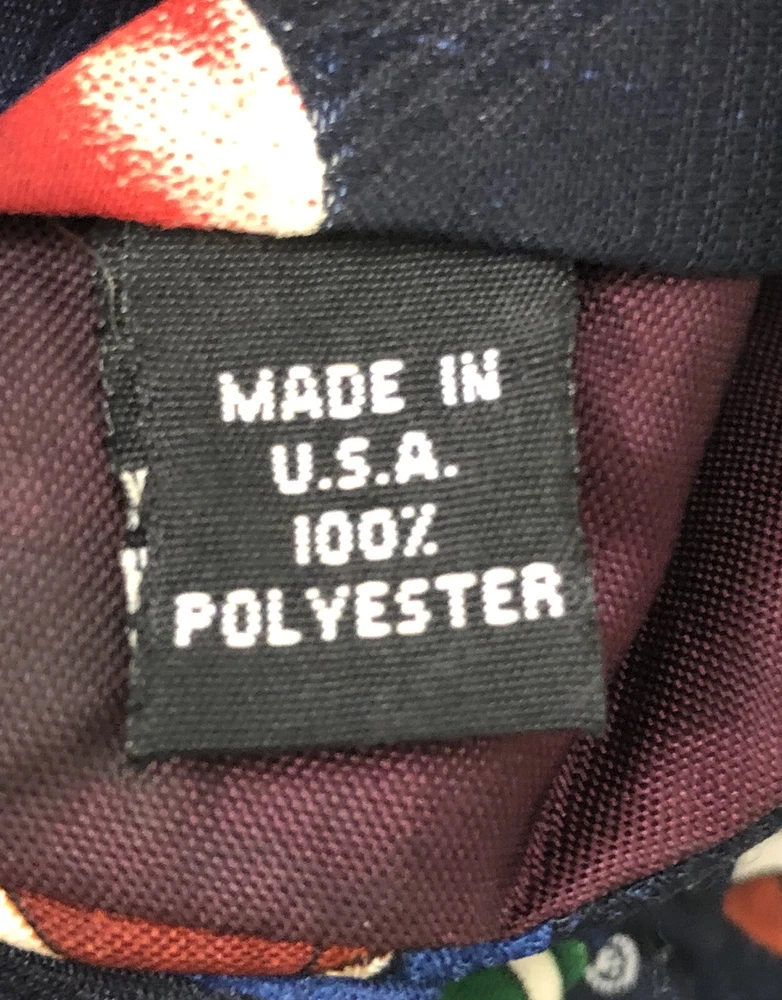 MADE IN
U.S.A.
100%
POLYESTER